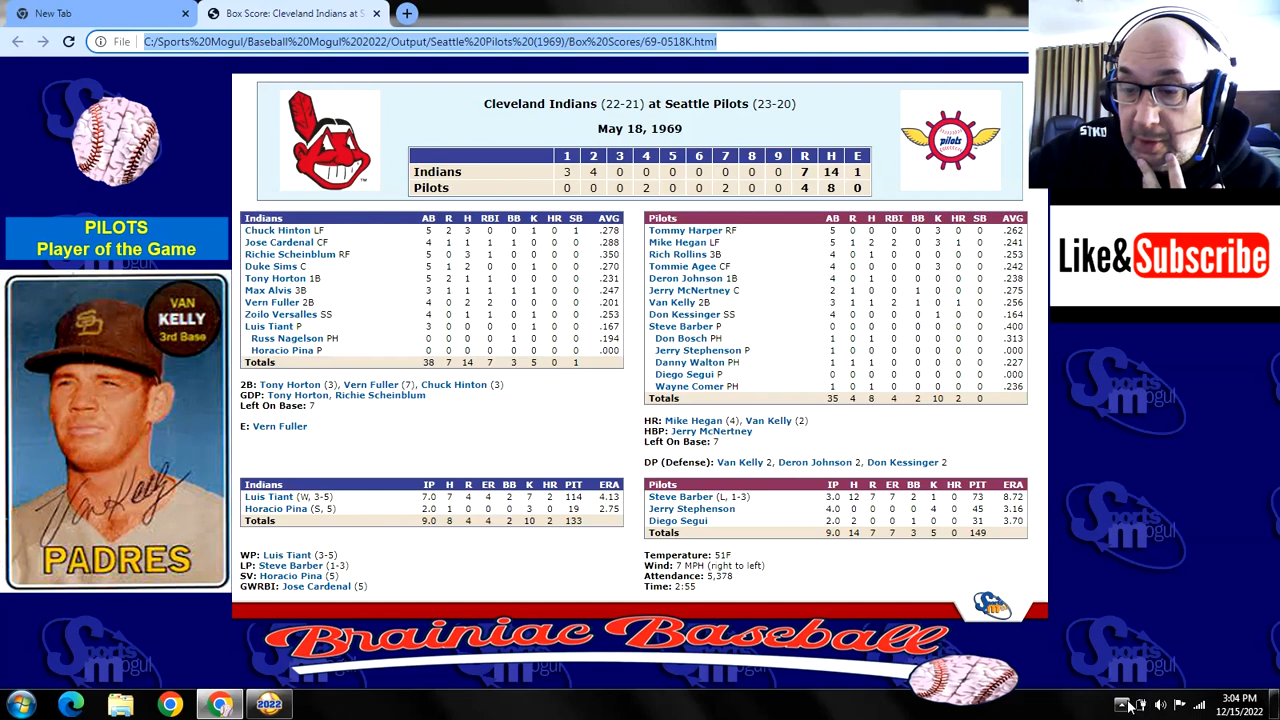 New Tab
Box Score: Cleveland Indians at S
File
C:/Sports%20Mogul/Baseball%20Mogul%202022/Output/Seattle%20Pilots%20(1969)/Box%20Scores/69-0518K.html
Cleveland Indians (22-21) at Seattle Pilots (23-20)
May 18, 1969
1 2 3 4 5 6 7 8 9 R H E
Indians 3 4 0 0 0 0 0 0 0 7 14 1
Pilots 0 0 0 2 0 0 2 0 0 4 8 0
pilots
STKD
PILOTS
Player of the Game
VAN
KELLY
3rd Base
Van Kelly
PADRES
Indians AB R H RBI BB K HR SB AVG
Chuck Hinton LF 5 2 3 0 0 1 0 1 .278
Jose Cardenal CF 4 1 1 1 1 0 0 0 .288
Richie Scheinblum RF 5 0 3 1 0 0 0 0 .350
Duke Sims C 5 1 2 0 0 1 0 0 .270
Tony Horton 1B 5 2 1 1 0 0 0 0 .231
Max Alvis 3B 3 1 1 1 1 1 0 0 .247
Vern Fuller 2B 4 0 2 2 0 0 0 0 .201
Zoilo Versalles SS 4 0 1 1 0 1 0 0 .253
Luis Tiant P 3 0 0 0 0 1 0 0 .167
Russ Nagelson PH 0 0 0 0 1 0 0 0 .194
Horacio Pina P 0 0 0 0 0 0 0 0 .000
Totals 38 7 14 7 3 5 0 1
2B: Tony Horton (3), Vern Fuller (7), Chuck Hinton (3)
GDP: Tony Horton, Richie Scheinblum
Left On Base: 7
E: Vern Fuller
Pilots AB R H RBI BB K HR SB AVG
Tommy Harper RF 5 0 0 0 0 3 0 0 .262
Mike Hegan LF 5 1 2 2 0 3 1 0 .241
Rich Rollins 3B 4 0 1 0 0 0 0 0 .253
Tommie Agee CF 4 0 0 0 0 2 0 0 .242
Deron Johnson 1B 4 0 1 0 0 0 0 0 .238
Jerry McNertney C 2 1 0 0 1 0 0 0 .275
Van Kelly 2B 3 1 1 2 1 1 1 0 .256
Don Kessinger SS 4 0 0 0 0 1 0 0 .164
Steve Barber P 0 0 0 0 0 0 0 0 .400
Don Bosch PH 1 0 1 0 0 0 0 0 .313
Jerry Stephenson P 1 0 0 0 0 0 0 0 .000
Danny Walton PH 1 1 1 0 0 0 0 0 .227
Diego Segui P 0 0 0 0 0 0 0 0 .000
Wayne Comer PH 1 0 1 0 0 0 0 0 .236
Totals 35 4 8 4 2 10 2 0
HR: Mike Hegan (4), Van Kelly (2)
HBP: Jerry McNertney
Left On Base: 7
DP (Defense): Van Kelly 2, Deron Johnson 2, Don Kessinger 2
Indians IP H R ER BB K HR PIT ERA
Luis Tiant (W, 3-5) 7.0 7 4 4 2 7 2 114 4.13
Horacio Pina (S, 5) 2.0 1 0 0 0 3 0 19 2.75
Totals 9.0 8 4 4 2 10 2 133
WP: Luis Tiant (3-5)
LP: Steve Barber (1-3)
SV: Horacio Pina (5)
GWRBI: Jose Cardenal (5)
Pilots IP H R ER BB K HR PIT ERA
Steve Barber (L, 1-3) 3.0 12 7 7 2 1 0 73 8.72
Jerry Stephenson 4.0 0 0 0 0 4 0 45 3.16
Diego Segui 2.0 2 0 0 1 0 0 31 3.70
Totals 9.0 14 7 7 3 5 0 149
Temperature: 51F
Wind: 7 MPH (right to left)
Attendance: 5,378
Time: 2:55
Like&Subscribe
Sports Mogul
Brainiac Baseball
2022
3:04 PM
12/15/2022